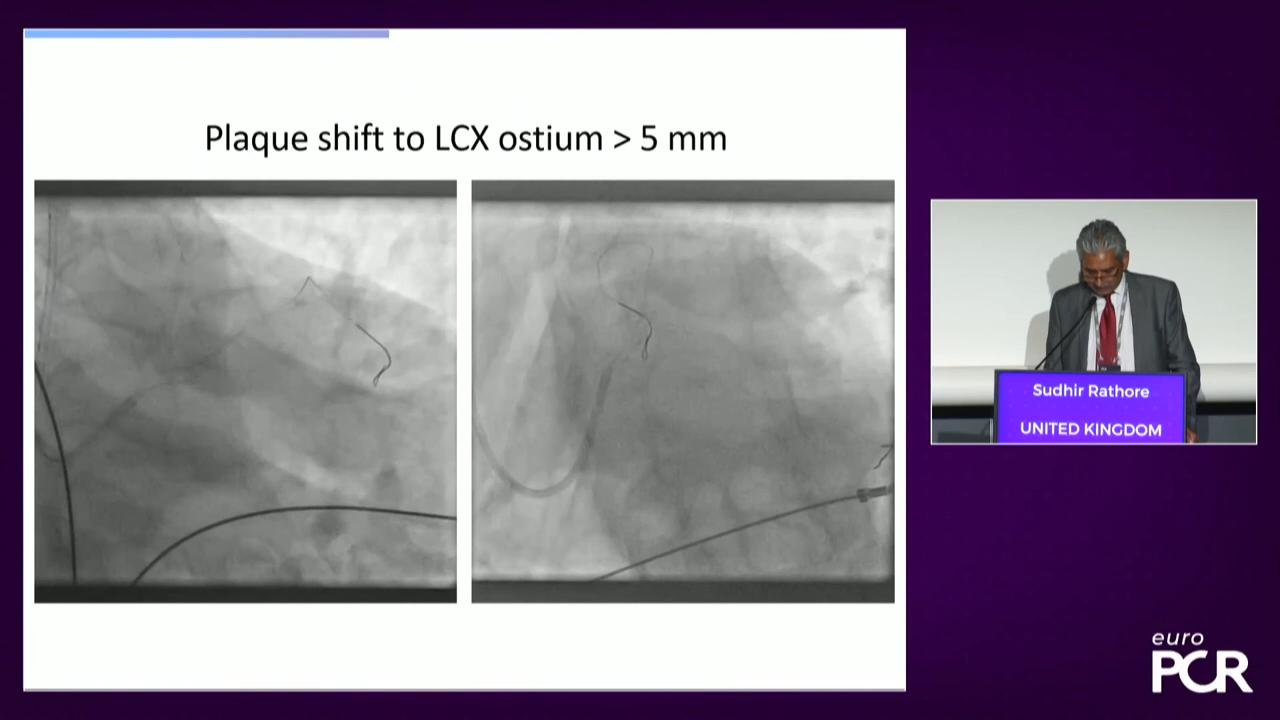 Plaque shift to LCX ostium > 5 mm
Sudhir Rathore
UNITED KINGDOM
euro
PCR